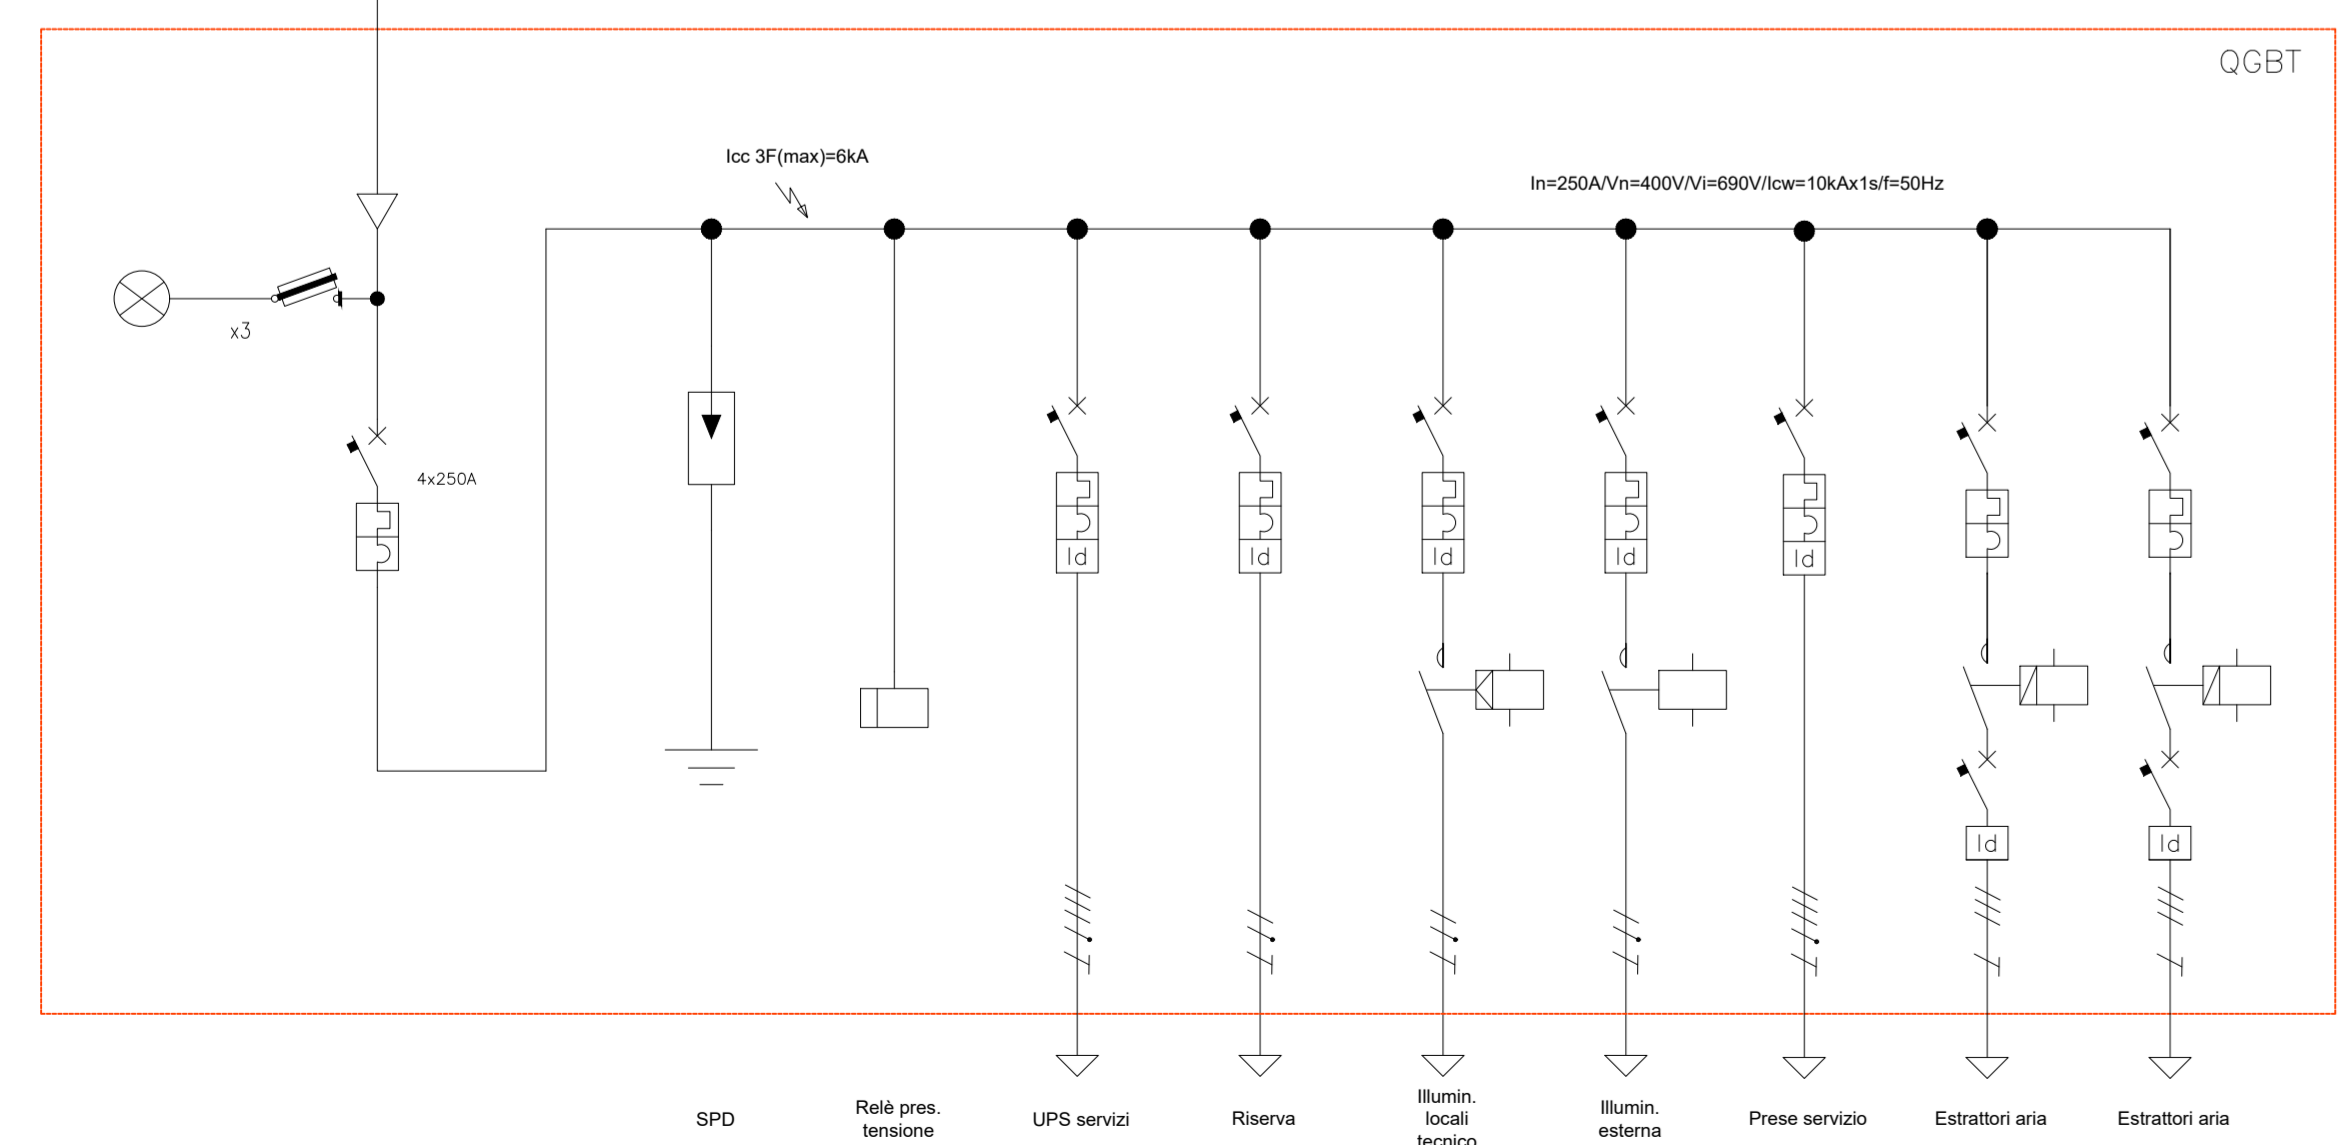 QGBT
Icc 3F(max)=6kA
In=250A/Vn=400V/Vi=690V/Icw=10kAx1s/f=50Hz
x3
4x250A
Id
Id
Id
Id
Id
Id
Id
SPD
Relè pres.
tensione
UPS servizi
Riserva
Illumin.
locali
tecnico
Illumin.
esterna
Prese servizio
Estrattori aria
Estrattori aria